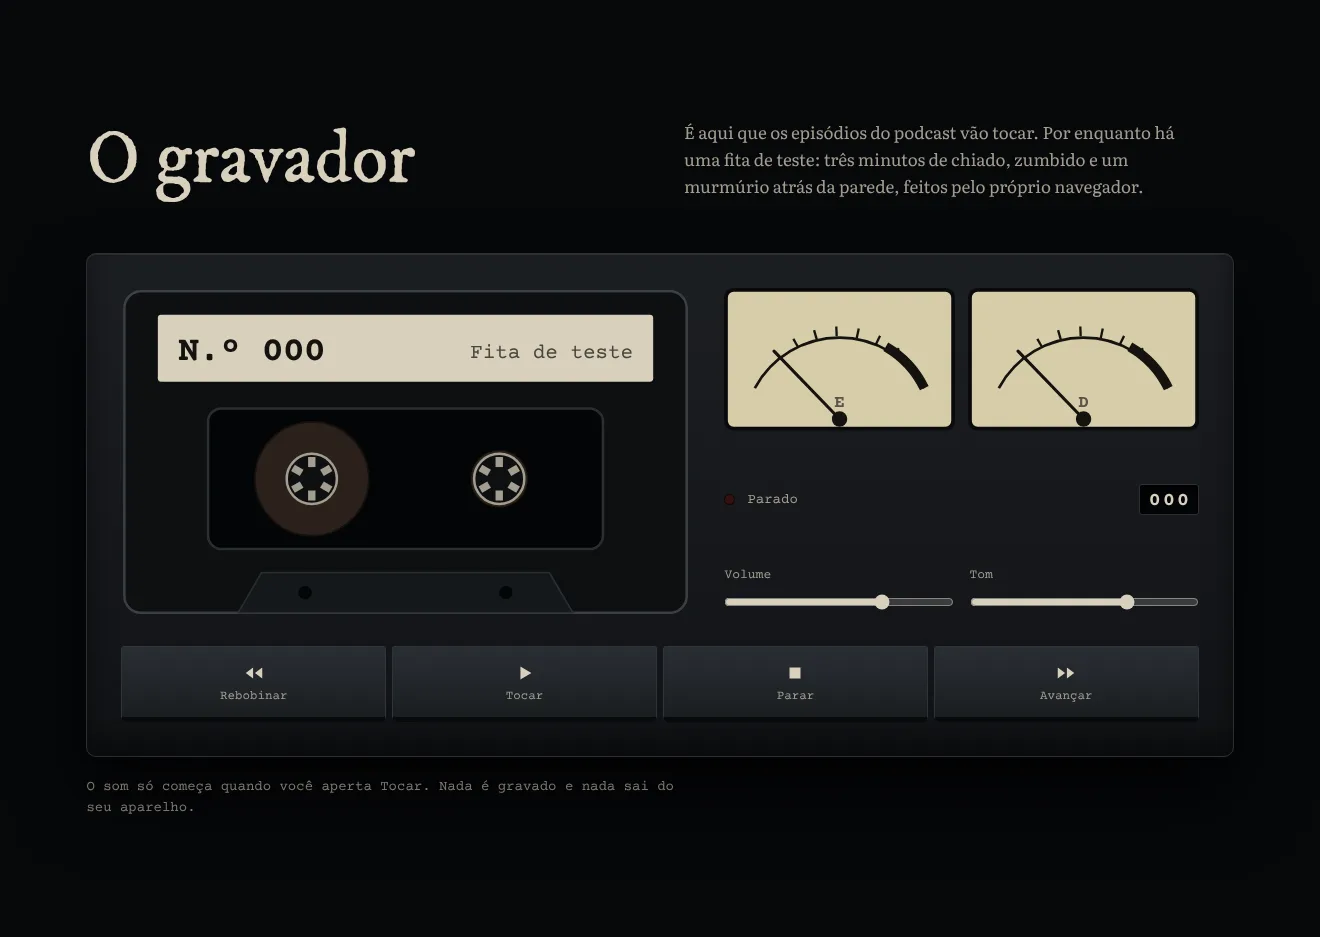 O gravador
É aqui que os episódios do podcast vão tocar. Por enquanto há
uma fita de teste: três minutos de chiado, zumbido e um
murmúrio atrás da parede, feitos pelo próprio navegador.
N.º 000
Fita de teste
E
D
Parado
000
Volume
Tom
Rebobinar
Tocar
Parar
Avançar
O som só começa quando você aperta Tocar. Nada é gravado e nada sai do
seu aparelho.